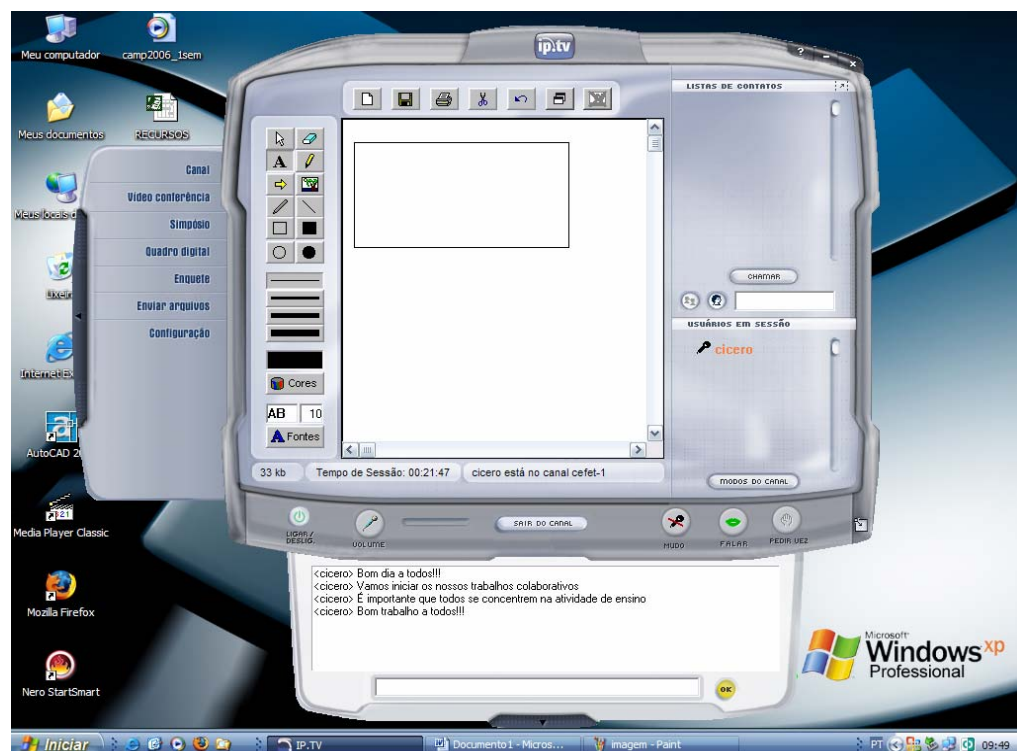 Meu computador
camp2006_1sem
Meus documentos
RECURSOS
Internet
AutoCAD
Media Player Classic
Mozilla Firefox
Nero StartSmart
Canal
Vídeo conferência
Simpósio
Quadro digital
Enquete
Enviar arquivos
Configuração
ip.tv
?
A
Cores
AB 10
A Fontes
33 kb
Tempo de Sessão: 00:21:47
cicero está no canal cefet-1
LISTAS DE CONTATOS
CHAMAR
USUÁRIOS EM SESSÃO
cicero
MODOS DO CANAL
LIGAR /
DESLIG.
VOLUME
SAIR DO CANAL
MUDO
FALAR
PEDIR VEZ
<cicero> Bom dia a todos!!!
<cicero> Vamos iniciar os nossos trabalhos colaborativos
<cicero> É importante que todos se concentrem na atividade de ensino
<cicero> Bom trabalho a todos!!!
OK
Microsoft
Windows xp
Professional
Iniciar
IP.TV
Documento1 - Micros...
imagem - Paint
PT
09:49